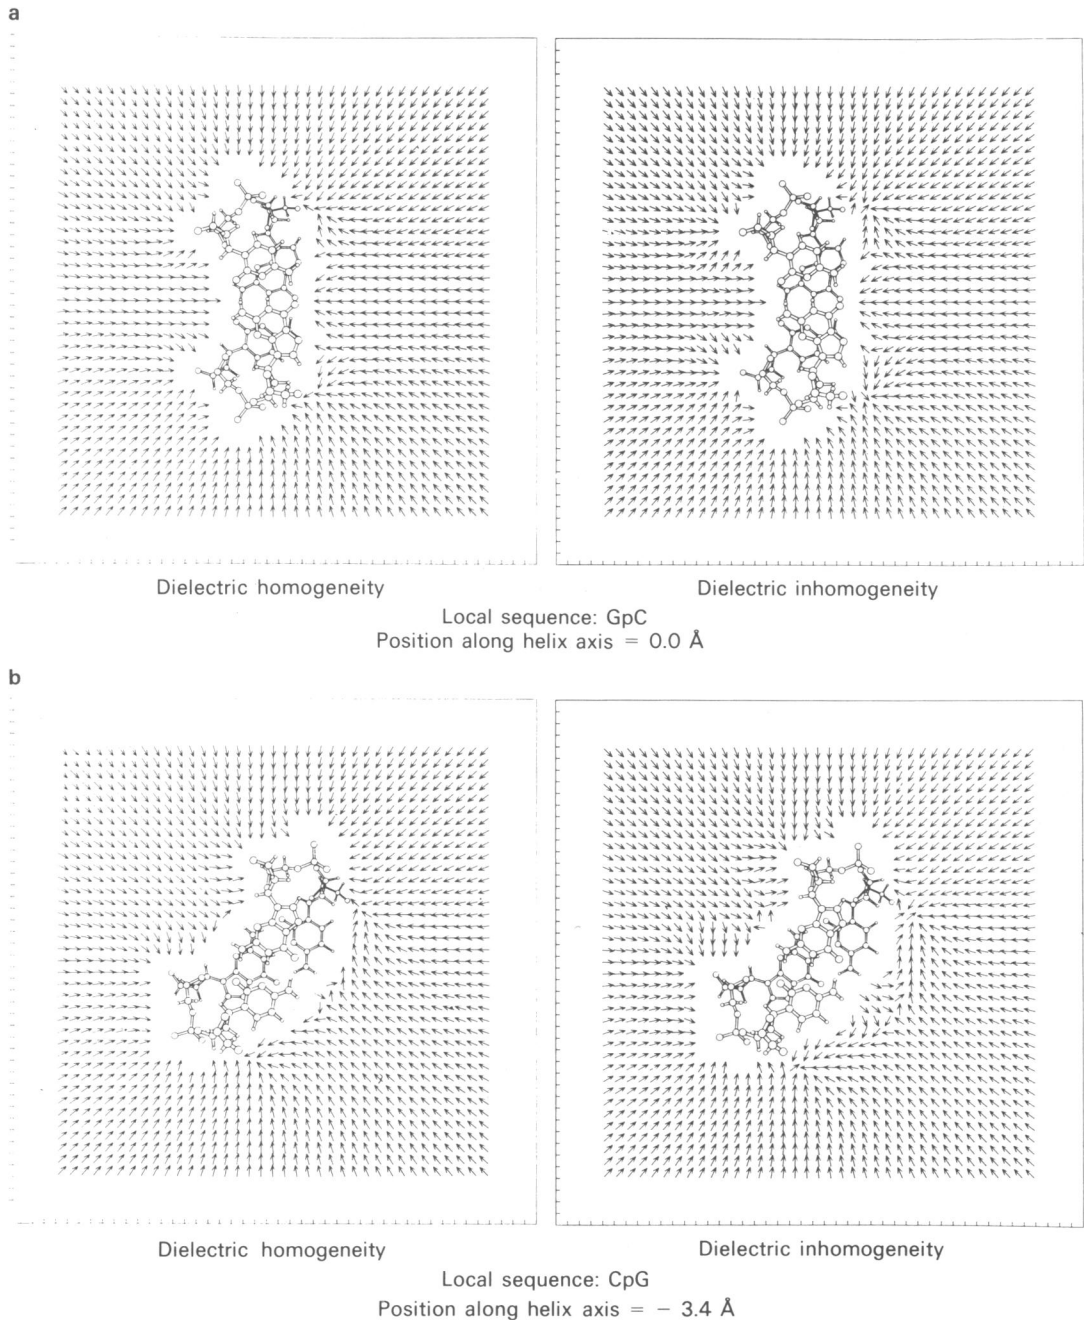 a
Dielectric homogeneity
Dielectric inhomogeneity
Local sequence: GpC
Position along helix axis = 0.0 Å
b
Dielectric homogeneity
Dielectric inhomogeneity
Local sequence: CpG
Position along helix axis = − 3.4 Å